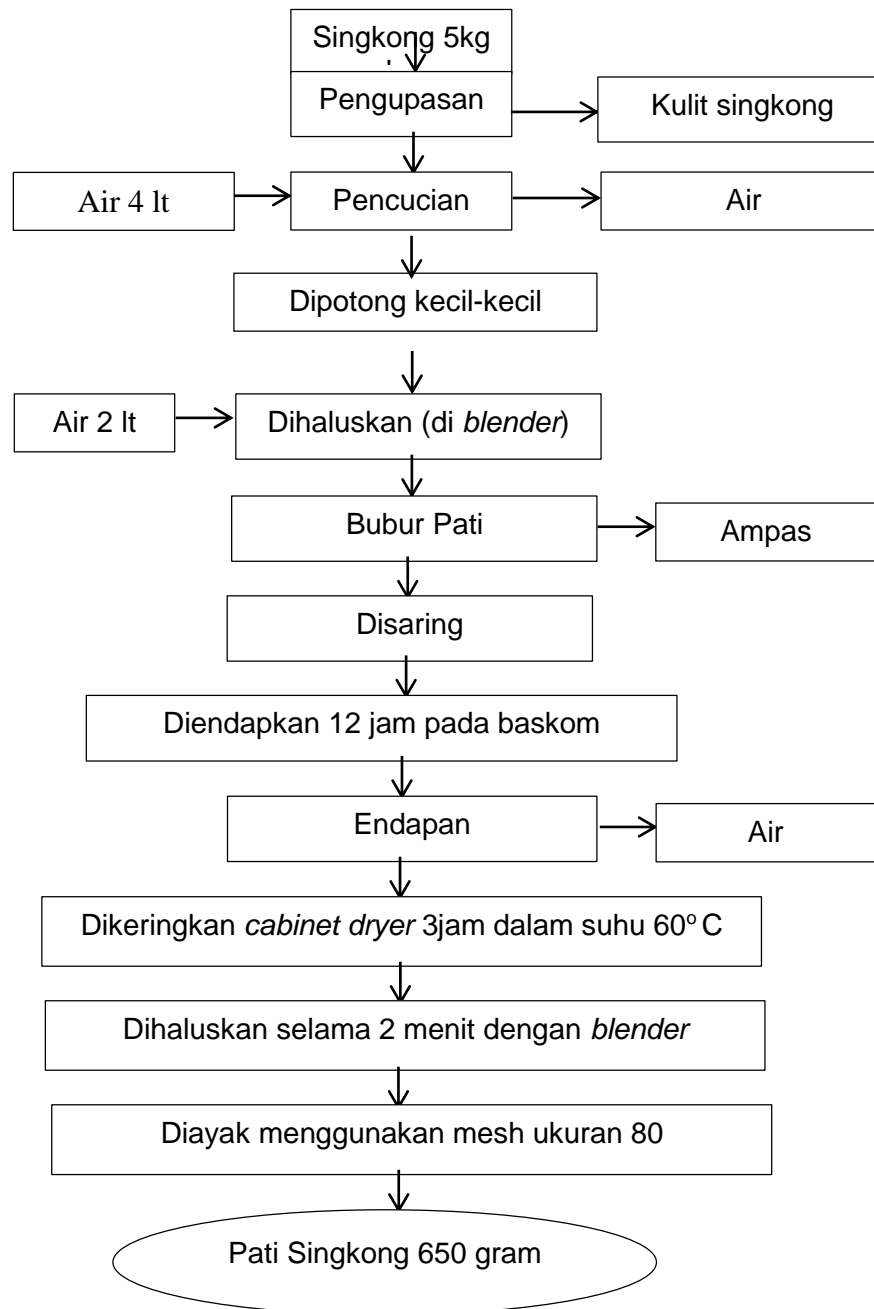 Singkong 5kg
Pengupasan
Kulit singkong
Air 4 lt
Pencucian
Air
Dipotong kecil-kecil
Air 2 lt
Dihaluskan (di blender)
Bubur Pati
Ampas
Disaring
Diendapkan 12 jam pada baskom
Endapan
Air
Dikeringkan cabinet dryer 3jam dalam suhu 60° C
Dihaluskan selama 2 menit dengan blender
Diayak menggunakan mesh ukuran 80
Pati Singkong 650 gram